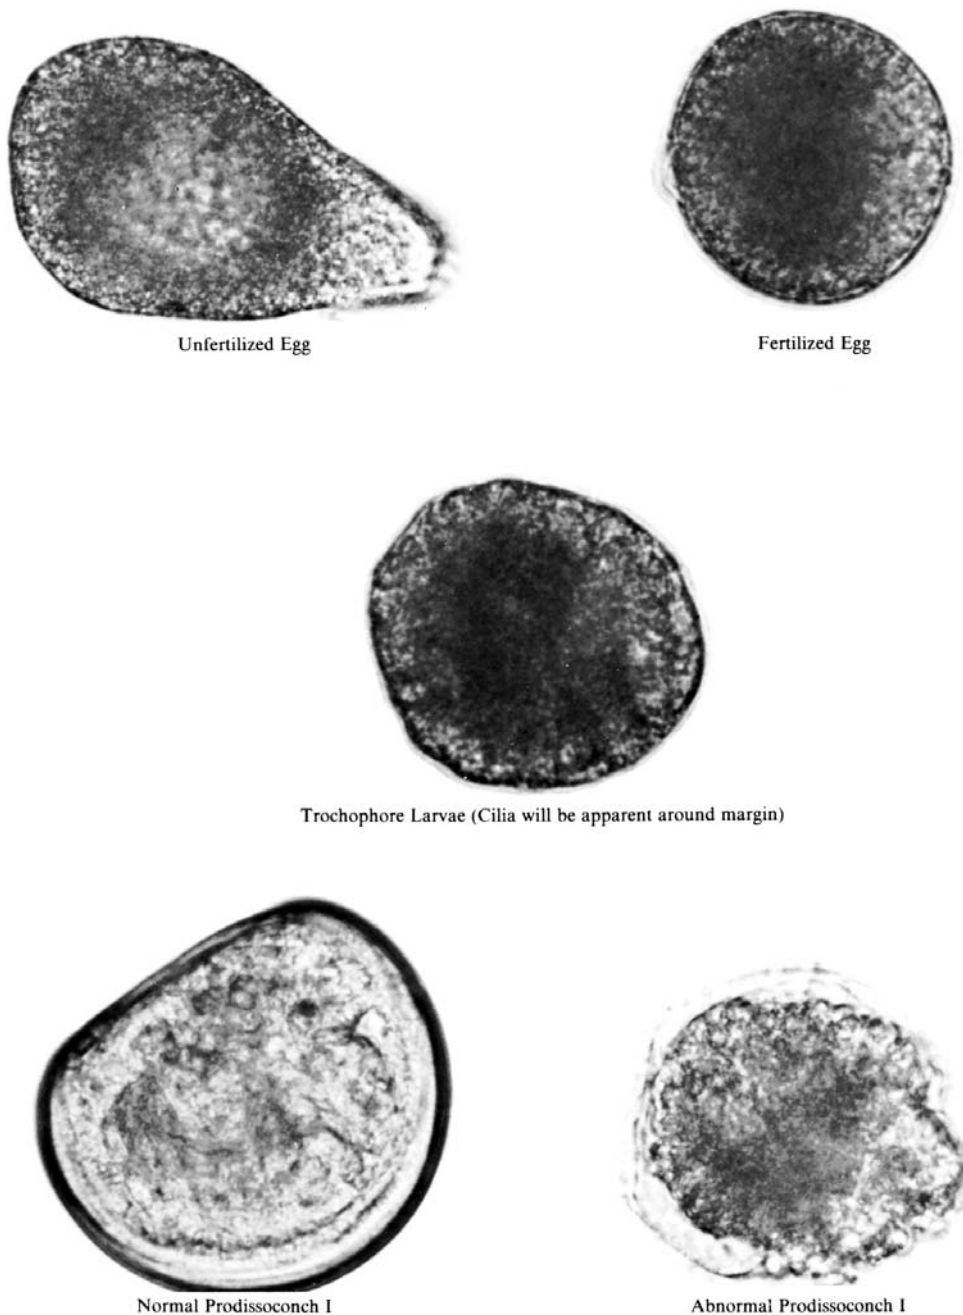 Unfertilized Egg
Fertilized Egg
Trochophore Larvae (Cilia will be apparent around margin)
Normal Prodissoconch I
Abnormal Prodissoconch I